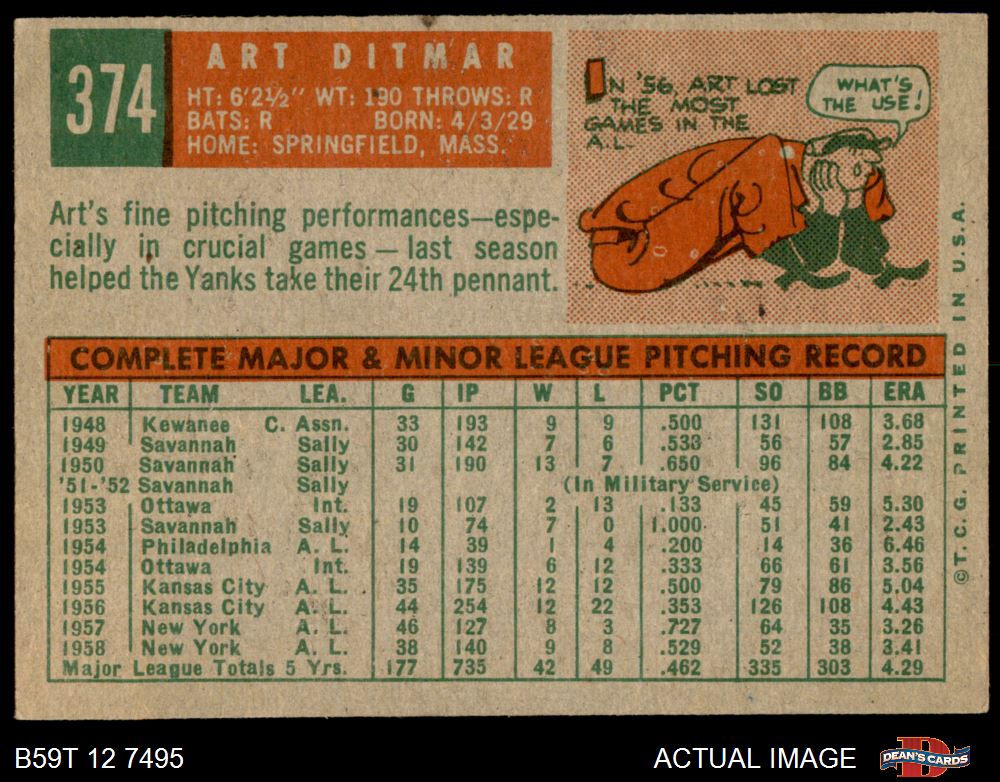 374
ART DITMAR
HT: 6'2½" WT: 190 THROWS: R
BATS: R BORN: 4/3/29
HOME: SPRINGFIELD, MASS.
IN '56, ART LOST
THE MOST
GAMES IN THE
A.L.
WHAT'S
THE USE!
Art's fine pitching performances—espe-
cially in crucial games — last season
helped the Yanks take their 24th pennant.
COMPLETE MAJOR & MINOR LEAGUE PITCHING RECORD
YEAR TEAM LEA. G IP W L PCT SO BB ERA
1948 Kewanee C. Assn. 33 193 9 9 .500 131 108 3.68
1949 Savannah Sally 30 142 7 6 .533 56 57 2.85
1950 Savannah Sally 31 190 13 7 .650 96 84 4.22
'51-'52 Savannah Sally (In Military Service)
1953 Ottawa Int. 19 107 2 13 .133 45 59 5.30
1953 Savannah Sally 10 74 7 0 1.000 51 41 2.43
1954 Philadelphia A. L. 14 39 1 4 .200 14 36 6.46
1954 Ottawa Int. 19 139 6 12 .333 66 61 3.56
1955 Kansas City A. L. 35 175 12 12 .500 79 86 5.04
1956 Kansas City A. L. 44 254 12 22 .353 126 108 4.43
1957 New York A. L. 46 127 8 3 .727 64 35 3.26
1958 New York A. L. 38 140 9 8 .529 52 38 3.41
Major League Totals 5 Yrs. 177 735 42 49 .462 335 303 4.29
©T.C.G. PRINTED IN U.S.A.
B59T 12 7495
ACTUAL IMAGE
D
DEAN'S CARDS